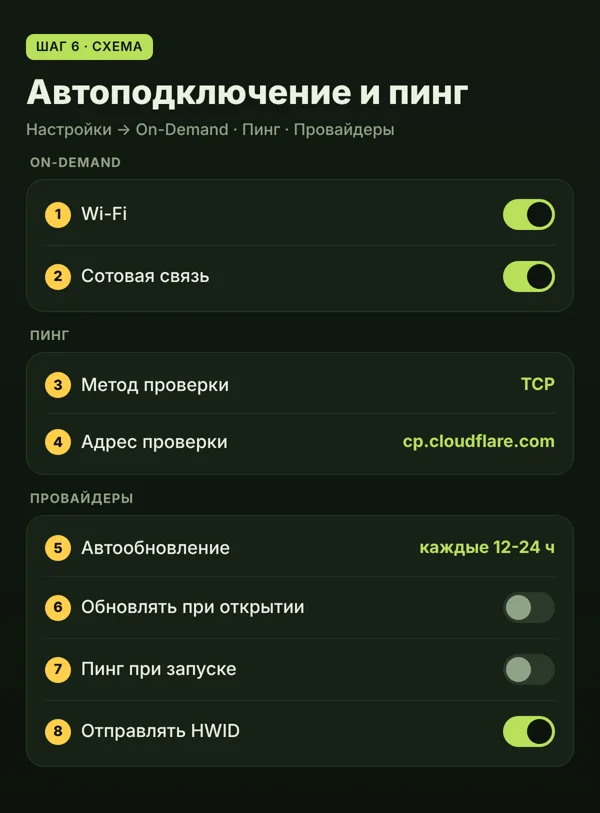 ШАГ 6 · СХЕМА
Автоподключение и пинг
Настройки → On-Demand · Пинг · Провайдеры
ON-DEMAND
1 Wi-Fi
2 Сотовая связь
ПИНГ
3 Метод проверки TCP
4 Адрес проверки cp.cloudflare.com
ПРОВАЙДЕРЫ
5 Автообновление каждые 12-24 ч
6 Обновлять при открытии
7 Пинг при запуске
8 Отправлять HWID